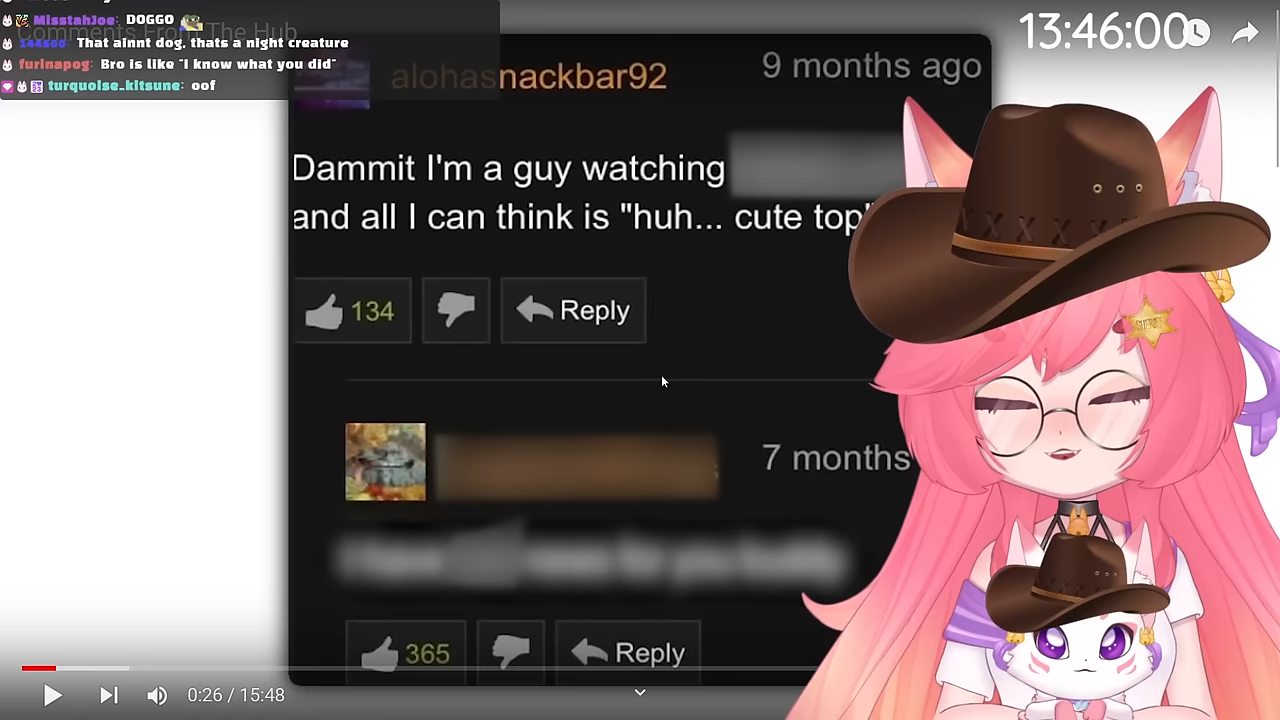 MisstahJoe: DOGGO
Comments From The Hub
144500: That ainnt dog. thats a night creature
furinapog: Bro is like "I know what you did"
turquoise_kitsune: oof
13:46:00
alohasnackbar92
9 months ago
Dammit I'm a guy watching
and all I can think is "huh... cute top"
134
Reply
7 months
365
Reply
0:26 / 15:48
SHERIFF